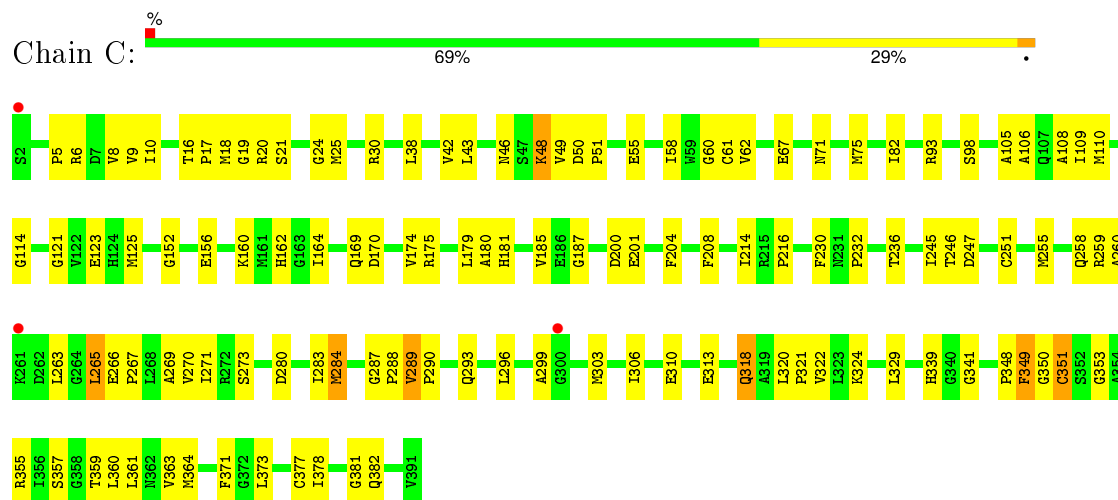 %
Chain C:
69% 29% •
S2 P5 R6 D7 V8 V9 I10 T16 P17 M18 G19 R20 S21 G24 M25 R30 L38 V42 L43 N46 S47 K48 V49 D50 P51 E55 I58 W59 G60 C61 V62 E67 N71 M75 I82 R93 S98 A105 A106 Q107 A108 I109 M110
G114 G121 V122 E123 H124 M125 G152 E156 K160 M161 H162 G163 I164 Q169 D170 V174 R175 L179 A180 H181 V185 E186 G187 D200 E201 F204 F208 I214 R215 P216 F230 N231 P232 T236 I245 T246 D247 C251 M255 Q258 R259 A260
K261 D262 L263 G264 L265 E266 P267 L268 A269 V270 I271 R272 S273 D280 I283 M284 G287 P288 V289 P290 Q293 L296 A299 G300 M303 I306 E310 E313 Q318 A319 L320 P321 V322 L323 K324 L329 H339 G340 G341 P348 F349 G350 C351 S352 G353 A354
R355 I356 S357 G358 T359 L360 L361 N362 V363 M364 F371 G372 L373 C377 I378 G381 Q382 V391